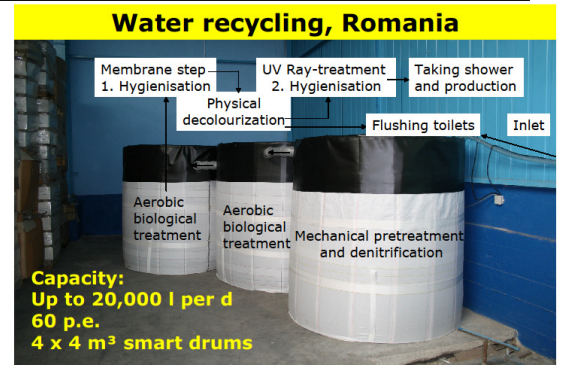 Water recycling, Romania
Membrane step
1. Hygienisation
UV Ray-treatment
2. Hygienisation
Taking shower
and production
Physical
decolourization
Flushing toilets
Inlet
Aerobic
biological
treatment
Aerobic
biological
treatment
Mechanical pretreatment
and denitrification
Capacity:
Up to 20,000 l per d
60 p.e.
4 x 4 m³ smart drums